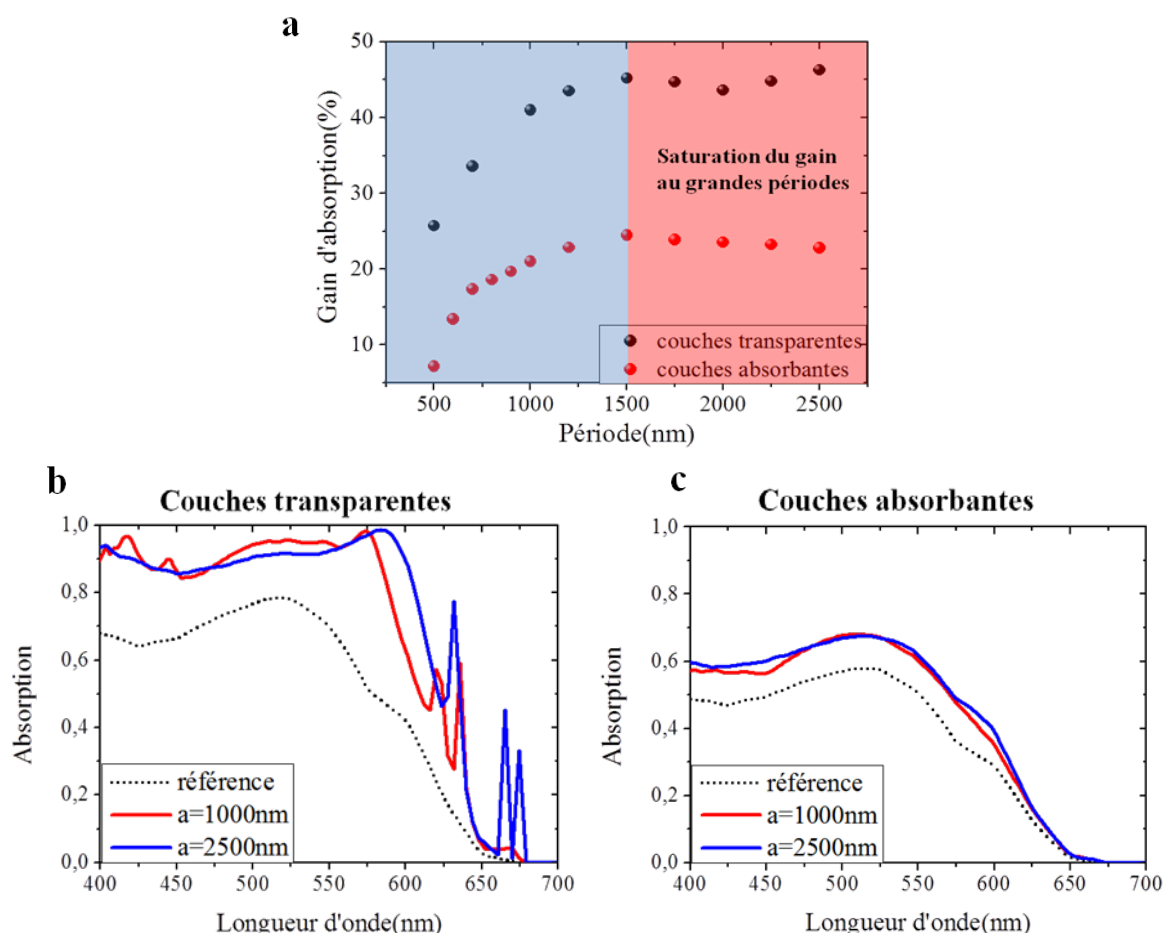 a
50
40
30
20
10
Gain d'absorption(%)
Saturation du gain
au grandes périodes
couches transparentes
couches absorbantes
500 1000 1500 2000 2500
Période(nm)
b
Couches transparentes
1,0
0,8
0,6
0,4
0,2
0,0
Absorption
référence
a=1000nm
a=2500nm
400 450 500 550 600 650 700
Longueur d'onde(nm)
c
Couches absorbantes
1,0
0,8
0,6
0,4
0,2
0,0
Absorption
référence
a=1000nm
a=2500nm
400 450 500 550 600 650 700
Longueur d'onde(nm)